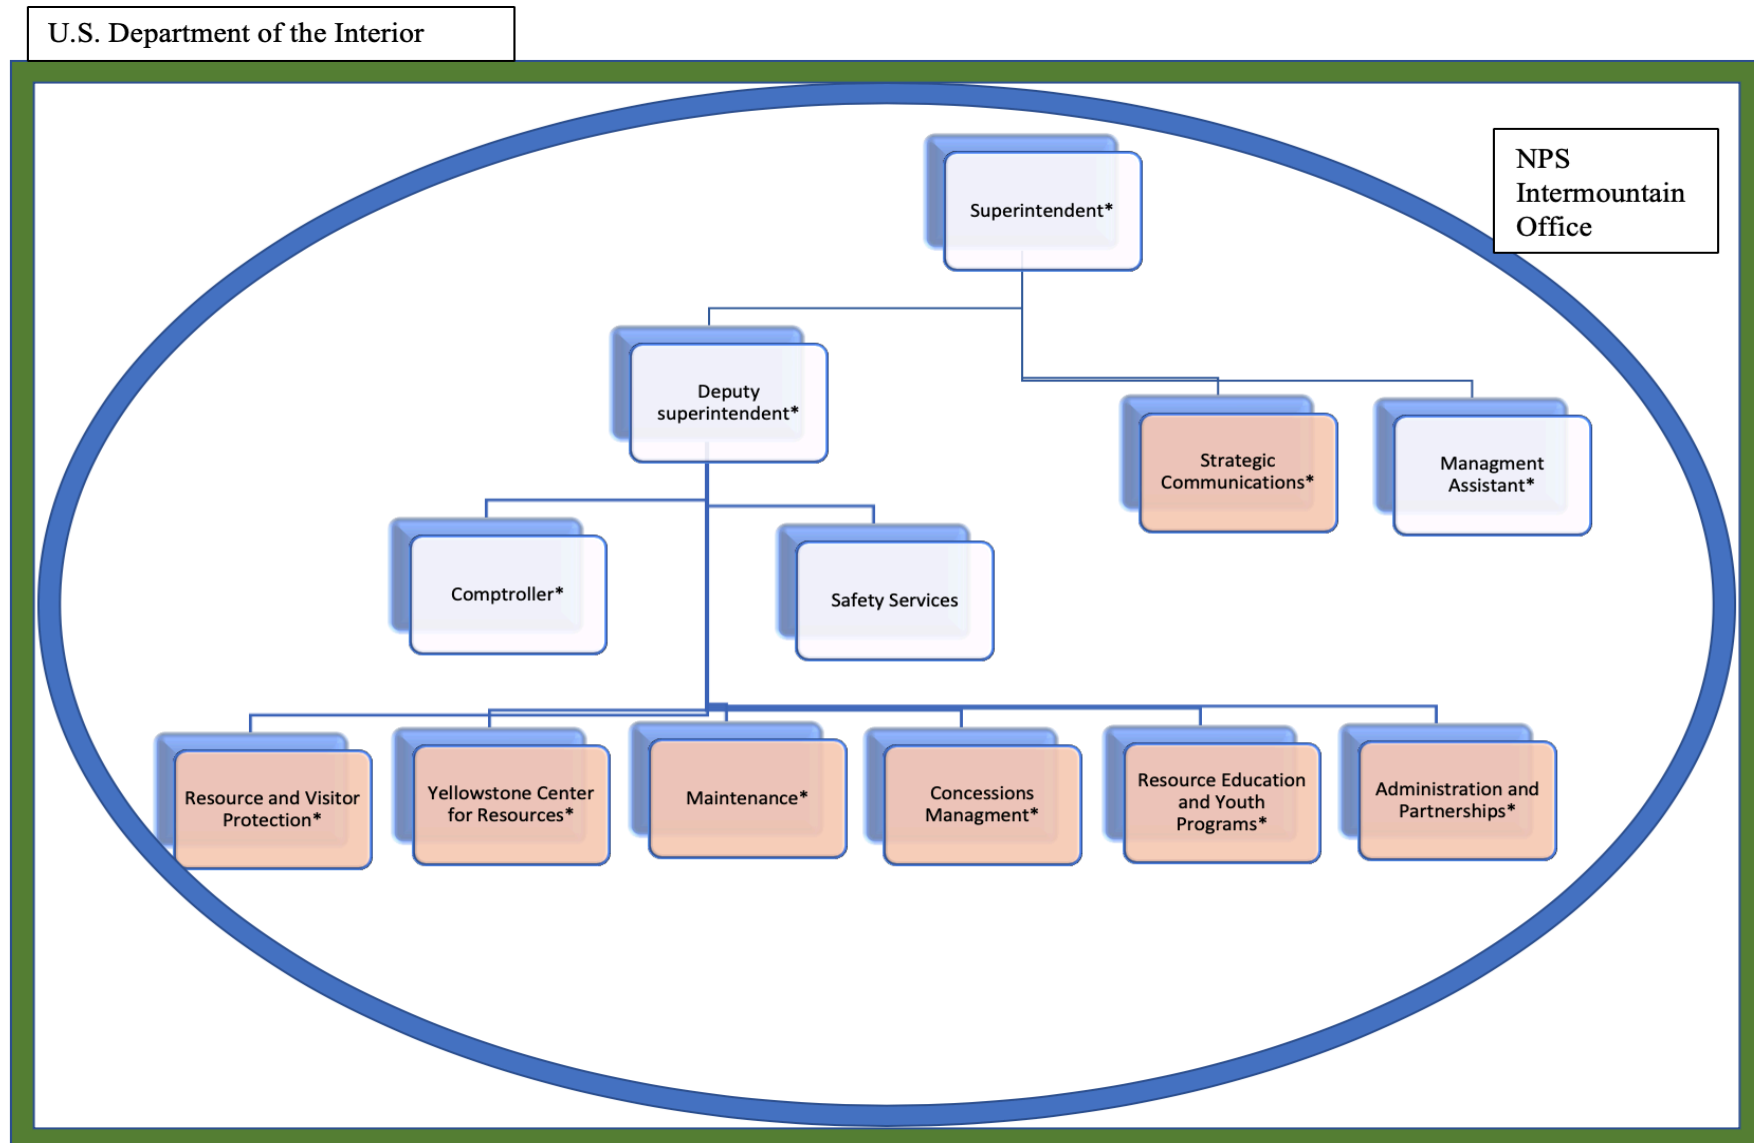 U.S. Department of the Interior
NPS
Intermountain
Office
Superintendent*
Deputy
superintendent*
Strategic
Communications*
Managment
Assistant*
Comptroller*
Safety Services
Resource and Visitor
Protection*
Yellowstone Center
for Resources*
Maintenance*
Concessions
Managment*
Resource Education
and Youth
Programs*
Administration and
Partnerships*